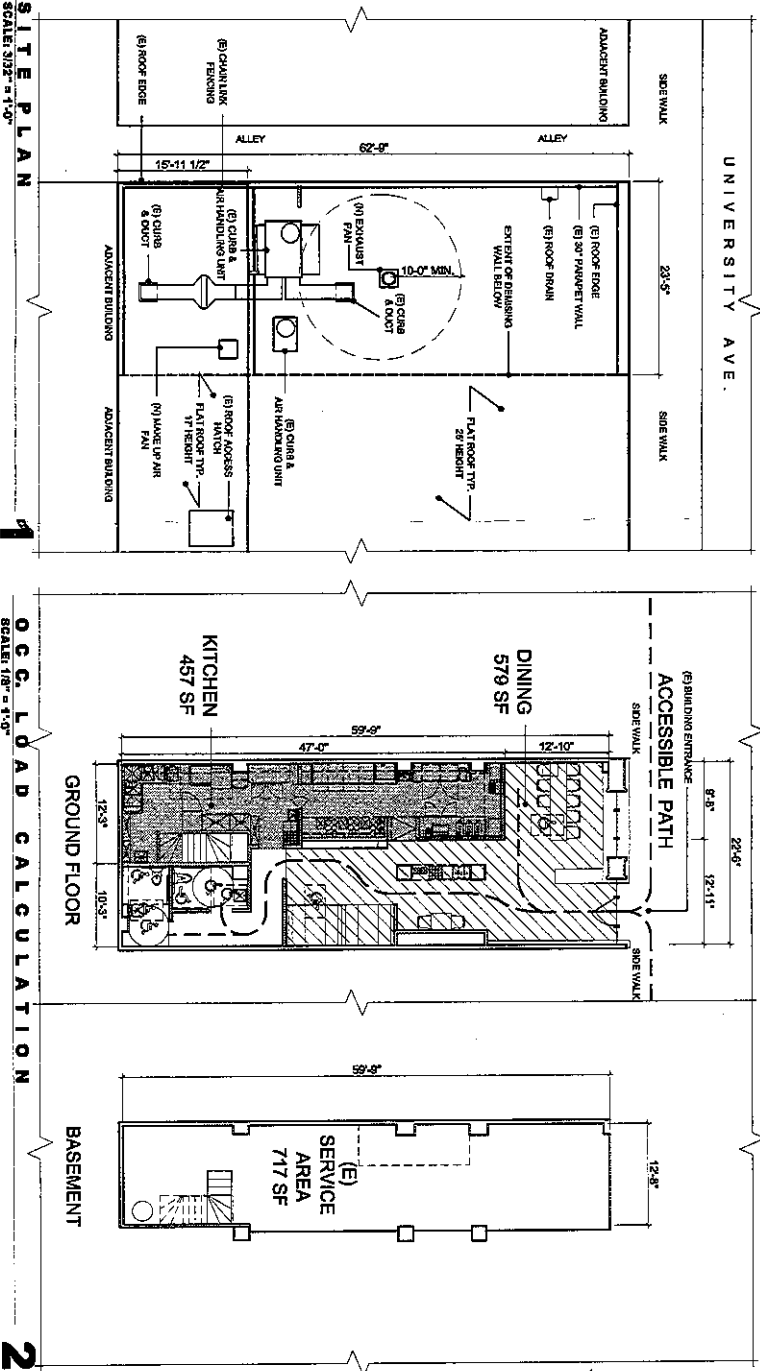 UNIVERSITY AVE.
SIDE WALK
SIDE WALK
ADJACENT BUILDING
ALLEY
ALLEY
62'-9"
15'-11 1/2"
23'-5"
(E) ROOF EDGE
(E) 30" PARAPET WALL
(E) ROOF DRAIN
EXTENT OF DEMISING
WALL BELOW
FLAT ROOF TYP.
25' HEIGHT
10'-0" MIN.
(N) EXHAUST
FAN
(E) CURB
& DUCT
(E) CURB &
AIR HANDLING UNIT
(E) CURB &
AIR HANDLING UNIT
(E) CHAIN LINK
FENCING
(E) ROOF EDGE
(E) CURB
& DUCT
(E) ROOF ACCESS
HATCH
FLAT ROOF TYP.
17' HEIGHT
(N) MAKE UP AIR
FAN
ADJACENT BUILDING
ADJACENT BUILDING
SITE PLAN
SCALE: 3/32" = 1'-0"
1
(E) BUILDING ENTRANCE
ACCESSIBLE PATH
SIDE WALK
SIDE WALK
22'-6"
9'-8"
12'-11"
DINING
579 SF
KITCHEN
457 SF
59'-9"
47'-0"
12'-10"
12'-3"
10'-3"
GROUND FLOOR
59'-9"
12'-8"
(E)
SERVICE
AREA
717 SF
BASEMENT
OCC. LOAD CALCULATION
SCALE: 1/8" = 1'-0"
2